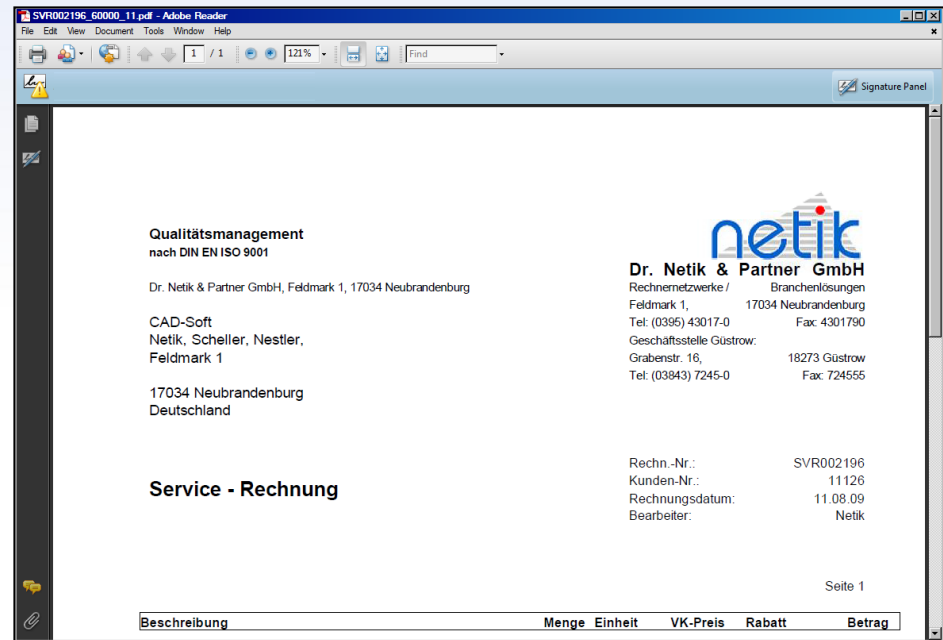 SVR002196_60000_11.pdf - Adobe Reader
File Edit View Document Tools Window Help
1 / 1 121% Find
Signature Panel
netik
Qualitätsmanagement
nach DIN EN ISO 9001
Dr. Netik & Partner GmbH
Rechnernetzwerke / Branchenlösungen
Feldmark 1, 17034 Neubrandenburg
Tel: (0395) 43017-0 Fax: 4301790
Geschäftsstelle Güstrow:
Grabenstr. 16, 18273 Güstrow
Tel: (03843) 7245-0 Fax: 724555
Dr. Netik & Partner GmbH, Feldmark 1, 17034 Neubrandenburg
CAD-Soft
Netik, Scheller, Nestler,
Feldmark 1
17034 Neubrandenburg
Deutschland
Service - Rechnung
Rechn.-Nr.: SVR002196
Kunden-Nr.: 11126
Rechnungsdatum: 11.08.09
Bearbeiter: Netik
Seite 1
Beschreibung Menge Einheit VK-Preis Rabatt Betrag